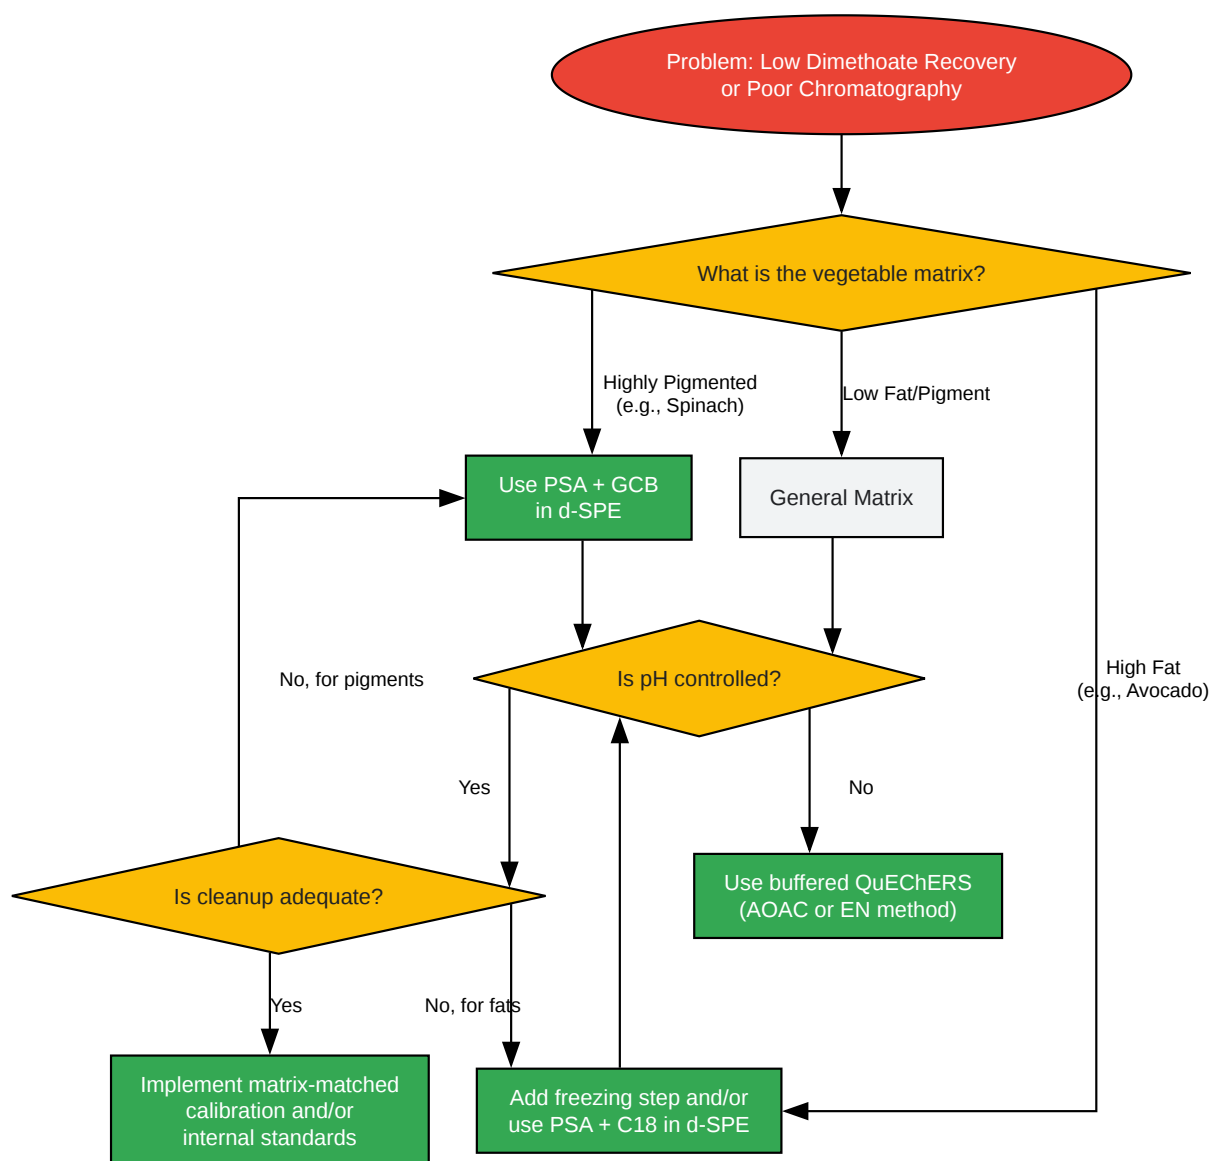 Problem: Low Dimethoate Recovery
or Poor Chromatography
What is the vegetable matrix?
Highly Pigmented
(e.g., Spinach)
Low Fat/Pigment
Use PSA + GCB
in d-SPE
General Matrix
No, for pigments
Is pH controlled?
High Fat
(e.g., Avocado)
Yes
No
Is cleanup adequate?
Use buffered QuEChERS
(AOAC or EN method)
Yes
No, for fats
Implement matrix-matched
calibration and/or
internal standards
Add freezing step and/or
use PSA + C18 in d-SPE